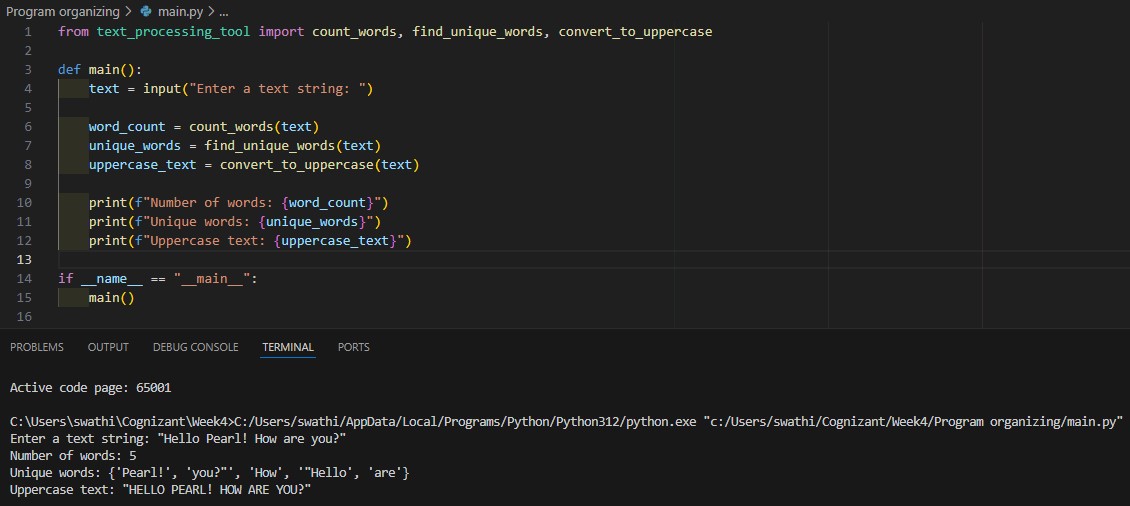 Program organizing > main.py > ...
1 from text_processing_tool import count_words, find_unique_words, convert_to_uppercase
2
3 def main():
4     text = input("Enter a text string: ")
5
6     word_count = count_words(text)
7     unique_words = find_unique_words(text)
8     uppercase_text = convert_to_uppercase(text)
9
10     print(f"Number of words: {word_count}")
11     print(f"Unique words: {unique_words}")
12     print(f"Uppercase text: {uppercase_text}")
13
14 if __name__ == "__main__":
15     main()
16
PROBLEMS OUTPUT DEBUG CONSOLE TERMINAL PORTS
Active code page: 65001
C:\Users\swathi\Cognizant\Week4>C:/Users/swathi/AppData/Local/Programs/Python/Python312/python.exe "c:/Users/swathi/Cognizant/Week4/Program organizing/main.py"
Enter a text string: "Hello Pearl! How are you?"
Number of words: 5
Unique words: {'Pearl!', 'you?"', 'How', '"Hello', 'are'}
Uppercase text: "HELLO PEARL! HOW ARE YOU?"